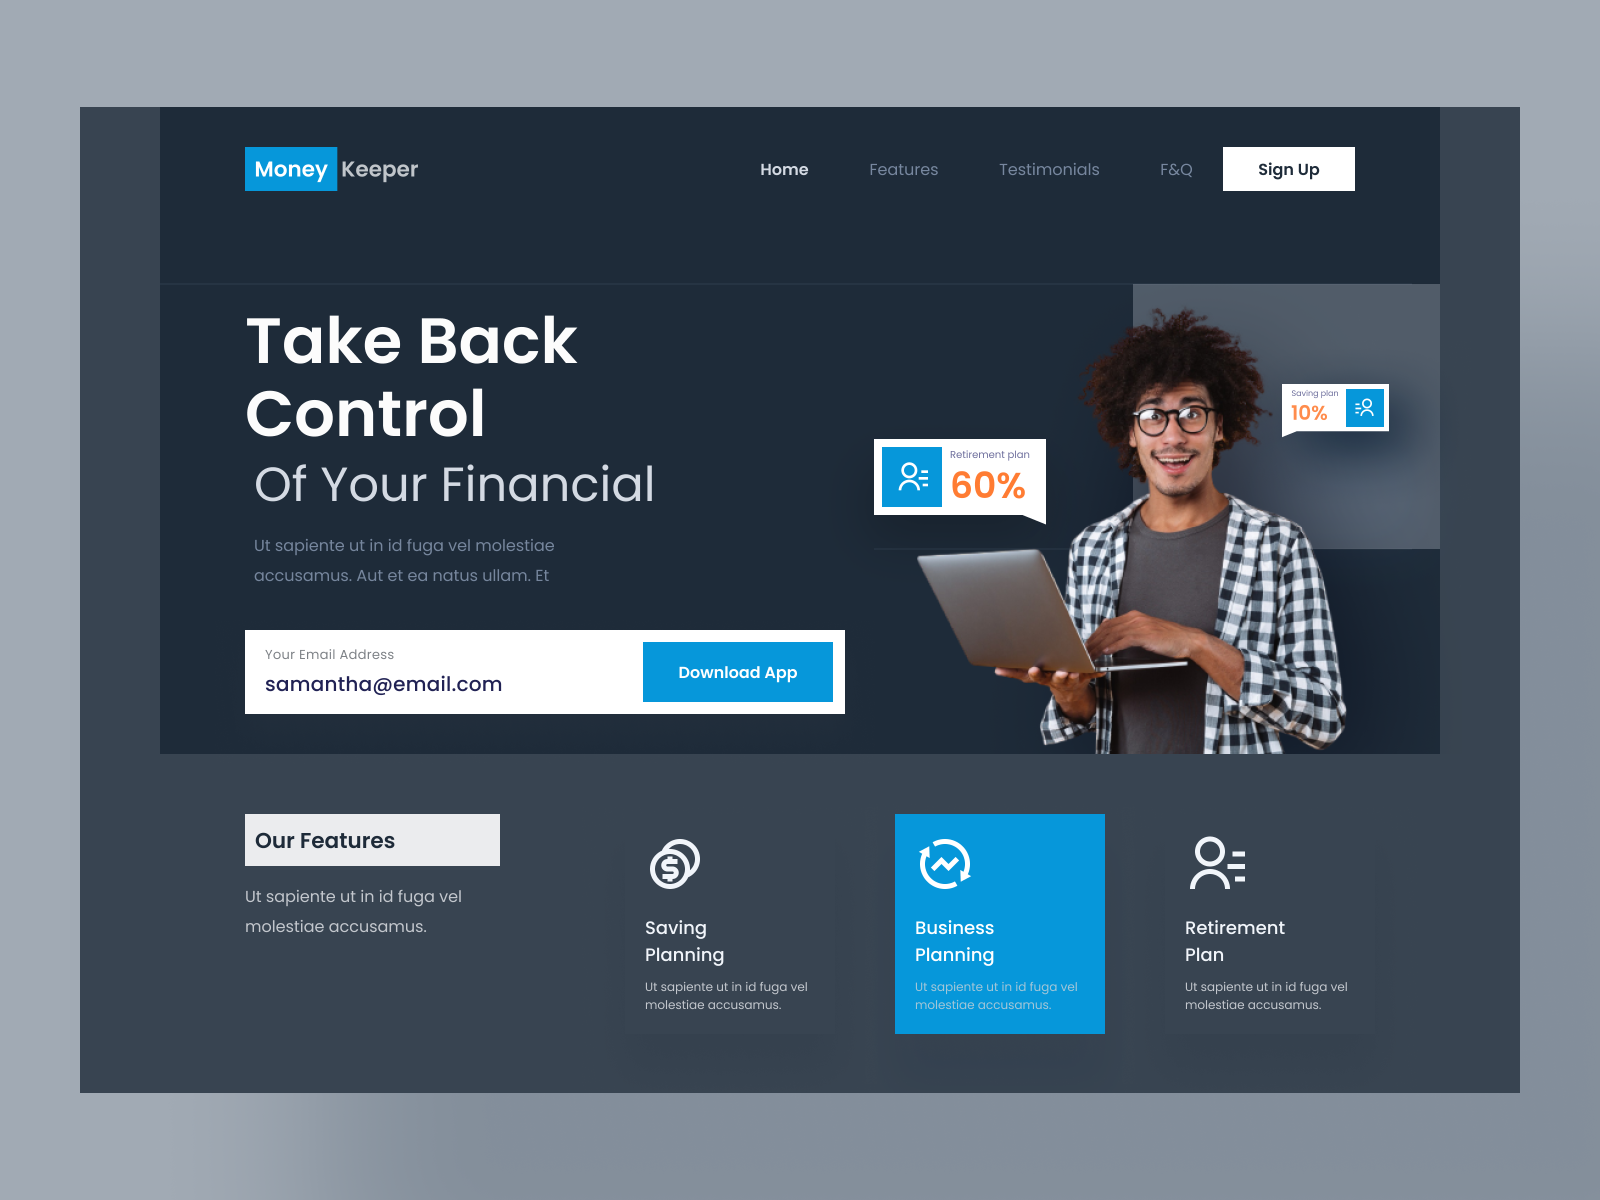 Money Keeper
Home Features Testimonials F&Q Sign Up
Take Back
Control
Of Your Financial
Ut sapiente ut in id fuga vel molestiae
accusamus. Aut et ea natus ullam. Et
Your Email Address
samantha@email.com
Download App
Retirement plan
60%
Saving plan
10%
Our Features
Ut sapiente ut in id fuga vel
molestiae accusamus.
Saving
Planning
Ut sapiente ut in id fuga vel
molestiae accusamus.
Business
Planning
Ut sapiente ut in id fuga vel
molestiae accusamus.
Retirement
Plan
Ut sapiente ut in id fuga vel
molestiae accusamus.